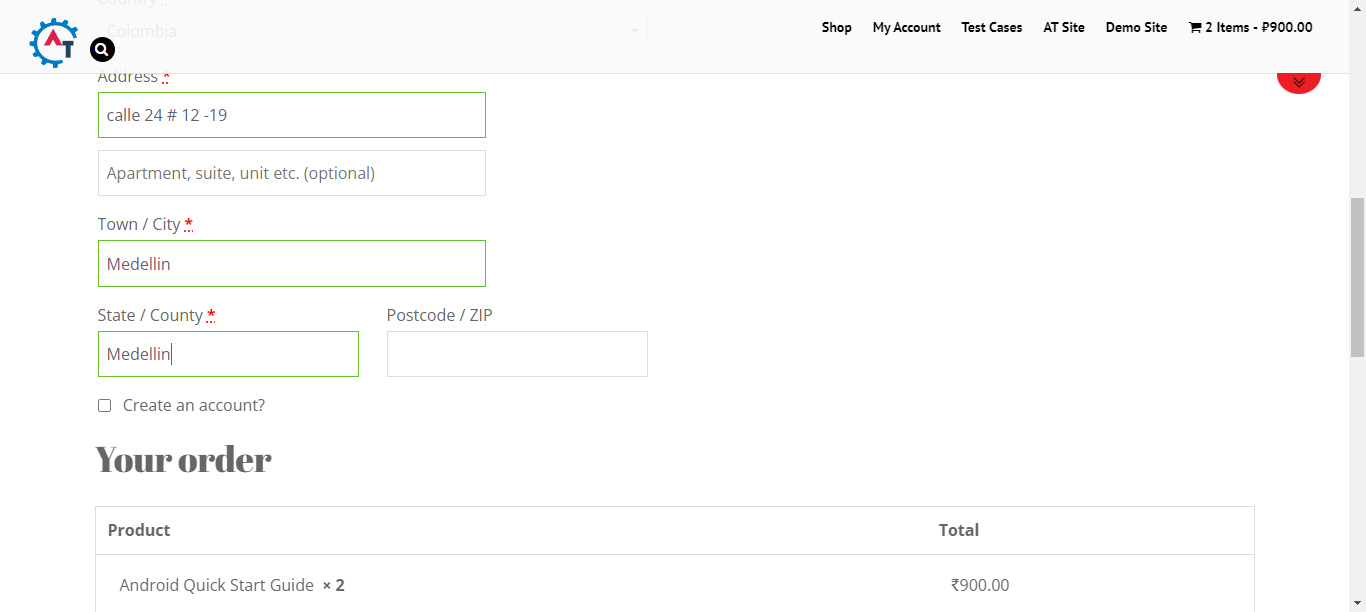 Country *
Colombia
AT
Shop My Account Test Cases AT Site Demo Site 2 Items - ₽900.00
Address *
calle 24 # 12 -19
Apartment, suite, unit etc. (optional)
Town / City *
Medellin
State / County * Postcode / ZIP
Medellin
Create an account?
Your order
Product Total
Android Quick Start Guide × 2 ₹900.00